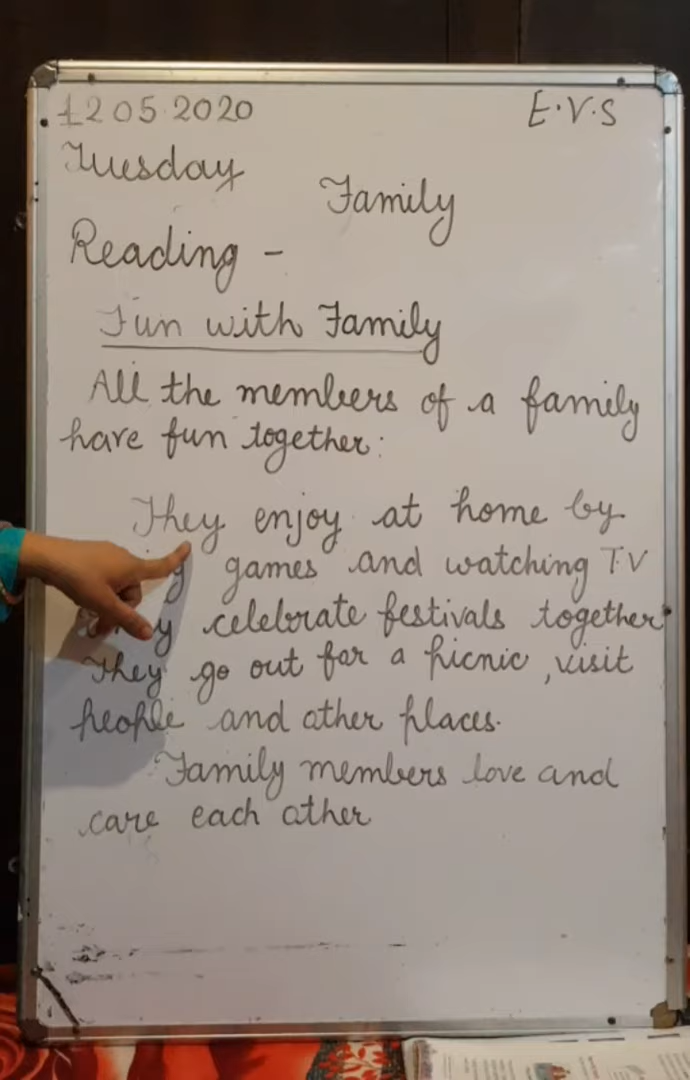 12 05.2020
E.V.S
Tuesday
Family
Reading -
Fun with Family
All the members of a family
have fun together:
They enjoy at home by
games and watching TV
celebrate festivals together
They go out for a picnic, visit
people and other places.
Family members love and
care each other